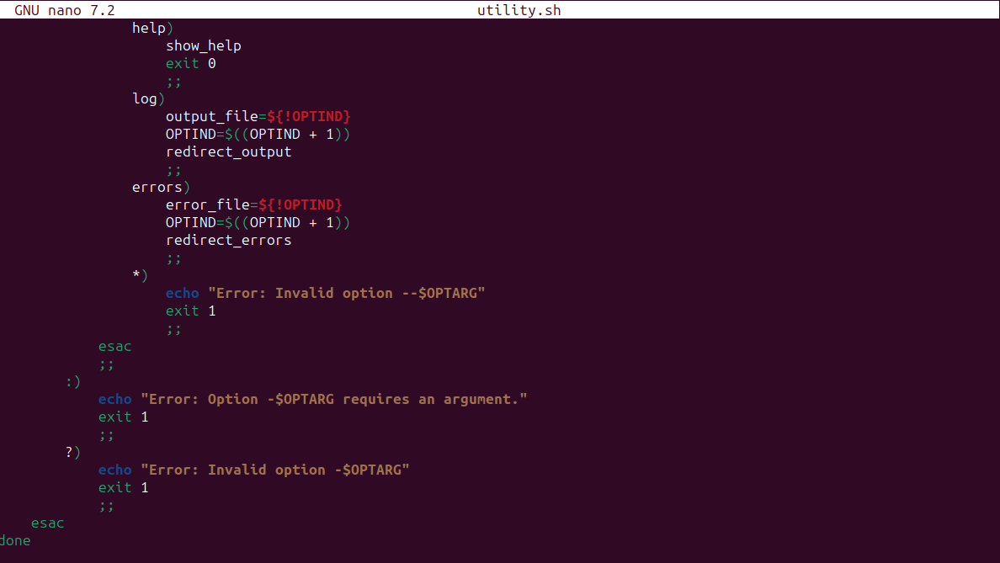 GNU nano 7.2 utility.sh
help)
show_help
exit 0
;;
log)
output_file=${!OPTIND}
OPTIND=$((OPTIND + 1))
redirect_output
;;
errors)
error_file=${!OPTIND}
OPTIND=$((OPTIND + 1))
redirect_errors
;;
*)
echo "Error: Invalid option --$OPTARG"
exit 1
;;
esac
;;
:)
echo "Error: Option -$OPTARG requires an argument."
exit 1
;;
?)
echo "Error: Invalid option -$OPTARG"
exit 1
;;
esac
done